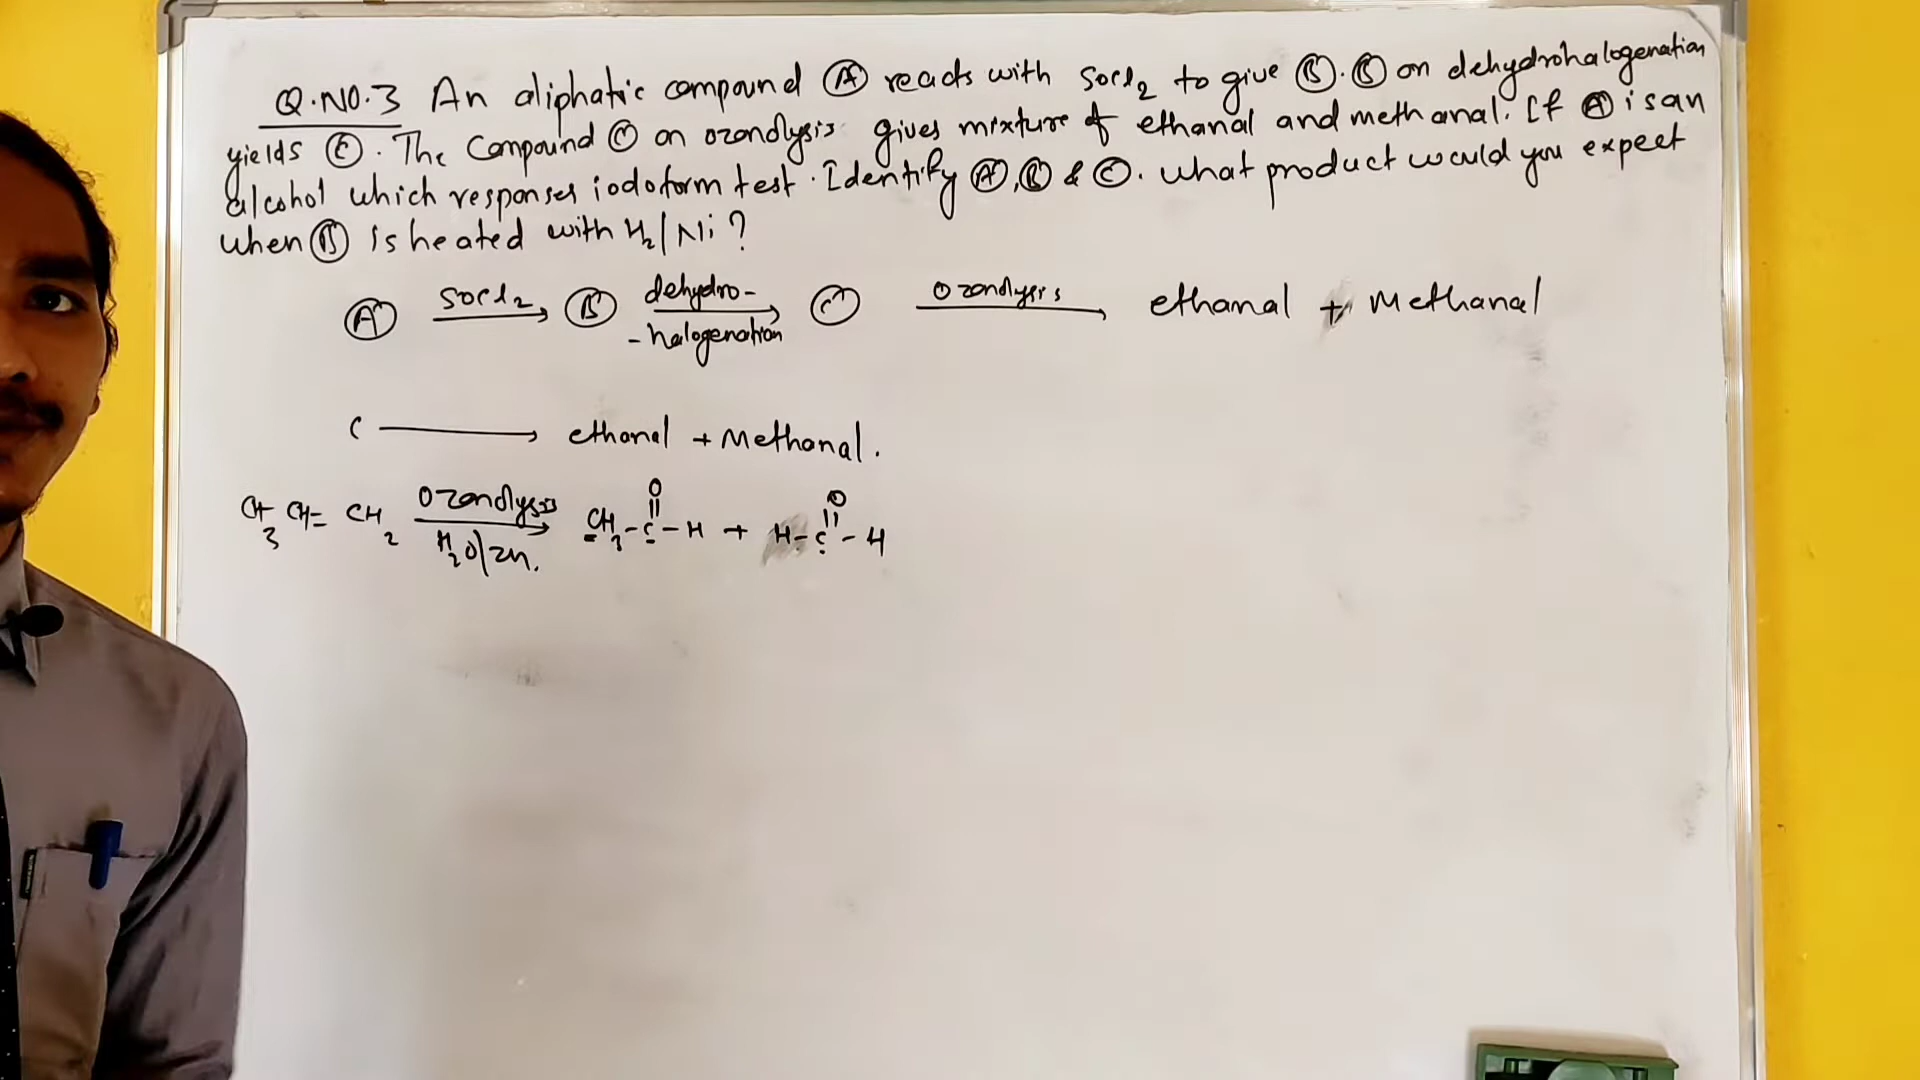 Q.NO.3 An aliphatic compound Ⓐ reacts with SOCl2 to give Ⓑ. Ⓑ on dehydrohalogenation
yields Ⓒ. The Compound Ⓒ on ozonolysis gives mixture of ethanal and methanal. If Ⓐ is an
alcohol which responses iodoform test. Identify Ⓐ, Ⓑ & Ⓒ. What product would you expect
when Ⓑ is heated with H2/Ni?
Ⓐ SOCl2 → Ⓑ dehydro- → Ⓒ Ozonolysis → ethanal + Methanal
-halogenation
C → ethanal + Methanal.
O O
CH3 CH= CH2 Ozonolysis → CH3-C-H + H-C-H
H2O/Zn.